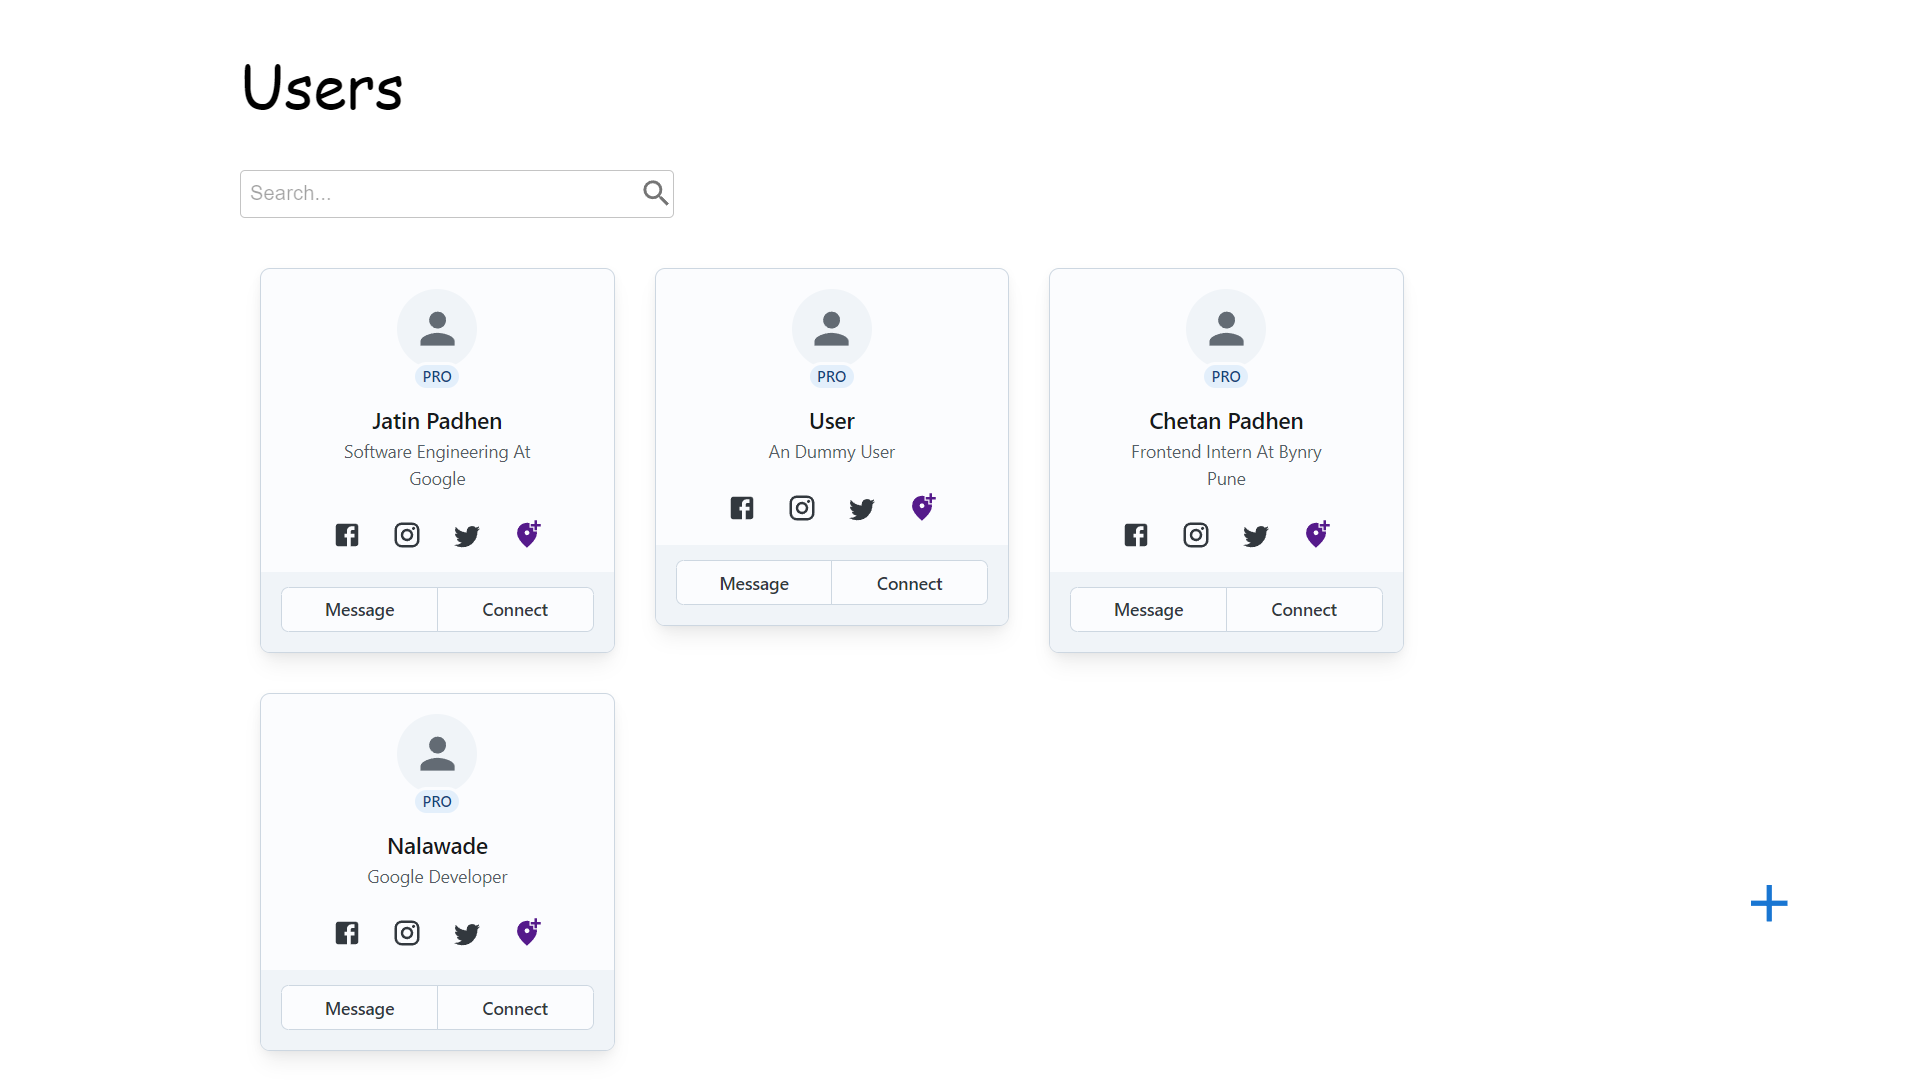 Users
Search...
PRO
Jatin Padhen
Software Engineering At
Google
Message
Connect
PRO
User
An Dummy User
Message
Connect
PRO
Chetan Padhen
Frontend Intern At Bynry
Pune
Message
Connect
PRO
Nalawade
Google Developer
Message
Connect